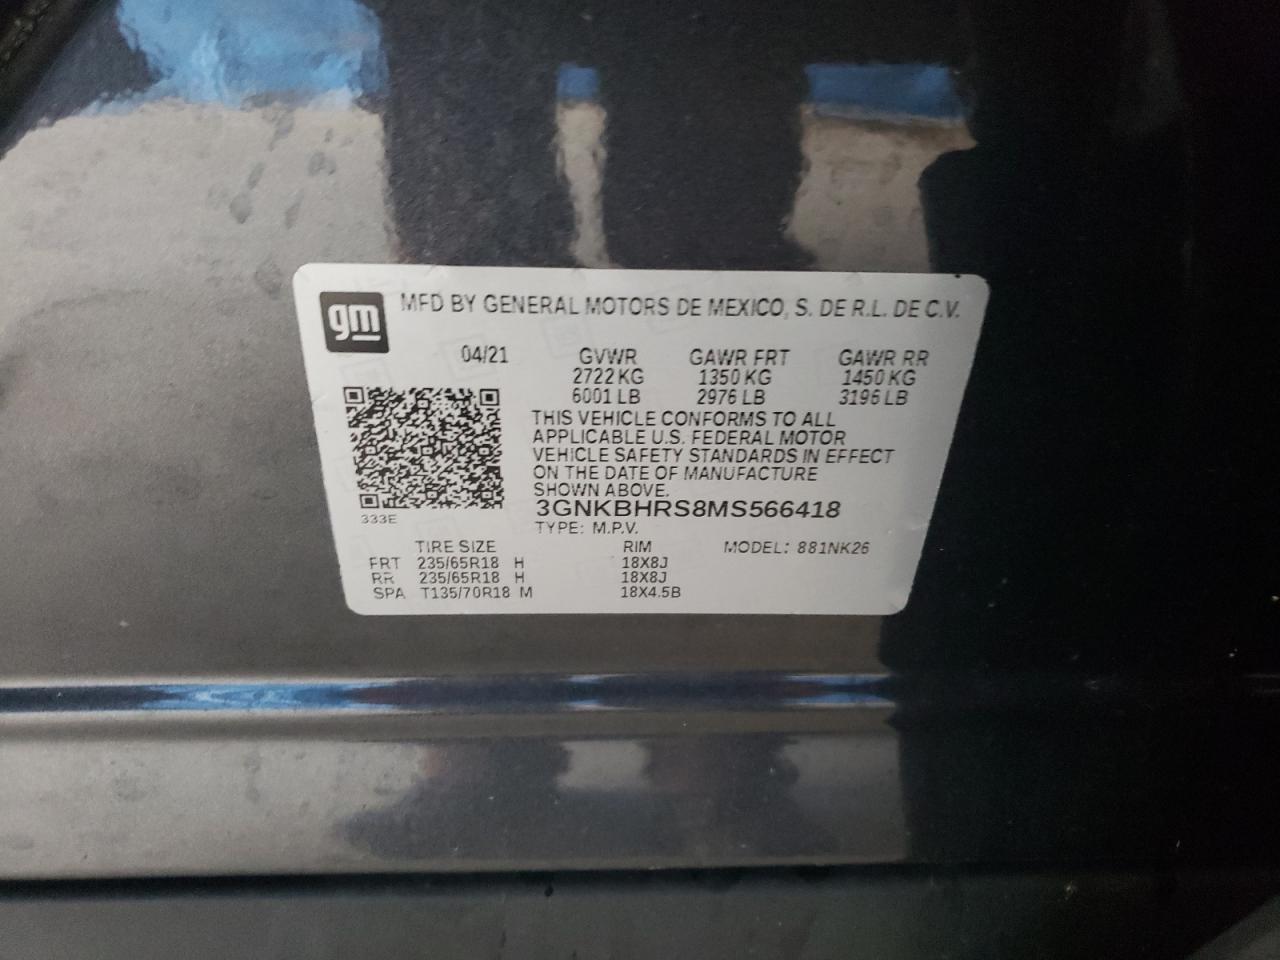 gm
MFD BY GENERAL MOTORS DE MEXICO, S. DE R.L. DE C.V.
04/21 GVWR GAWR FRT GAWR RR
2722 KG 1350 KG 1450 KG
6001 LB 2976 LB 3196 LB
THIS VEHICLE CONFORMS TO ALL
APPLICABLE U.S. FEDERAL MOTOR
VEHICLE SAFETY STANDARDS IN EFFECT
ON THE DATE OF MANUFACTURE
SHOWN ABOVE.
3GNKBHRS8MS566418
333E
TYPE: M.P.V.
TIRE SIZE RIM MODEL: 881NK26
FRT 235/65R18 H 18X8J
RR 235/65R18 H 18X8J
SPA T135/70R18 M 18X4.5B